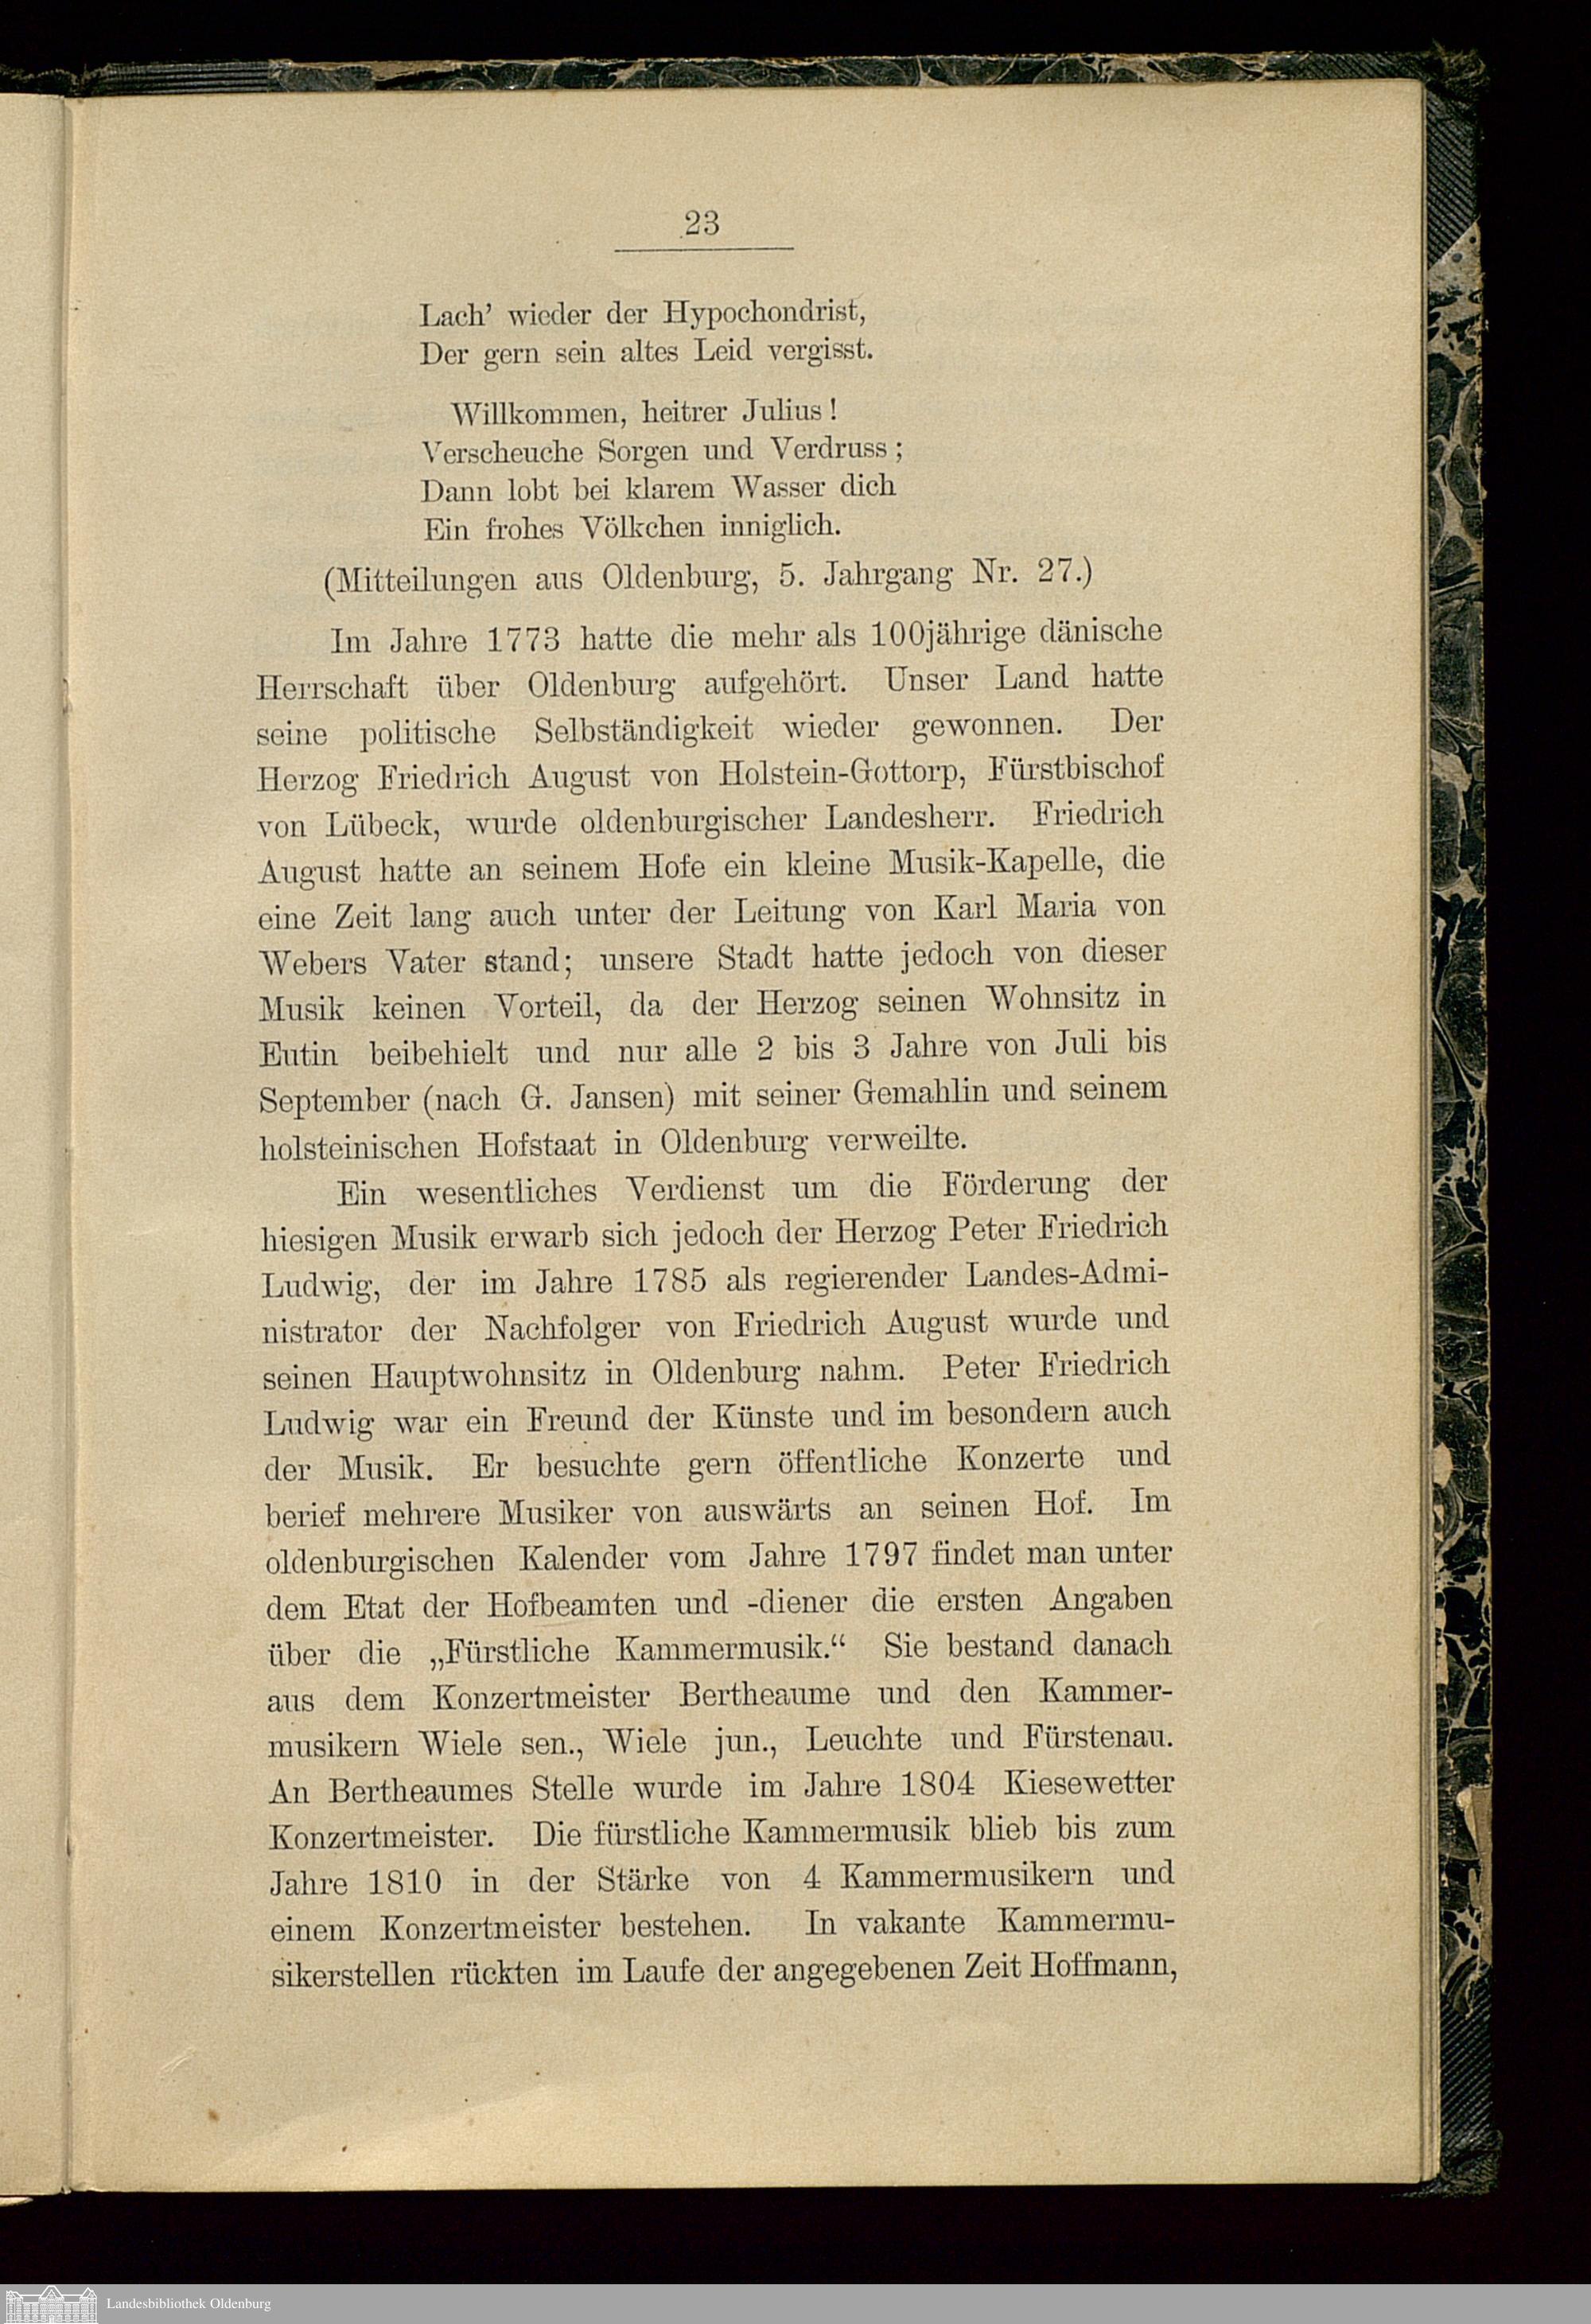 23
Lach' wieder der Hypochondrist,
Der gern sein altes Leid vergisst.
Willkommen, heitrer Julius!
Verscheuche Sorgen und Verdruss;
Dann lobt bei klarem Wasser dich
Ein frohes Völkchen inniglich.
(Mitteilungen aus Oldenburg, 5. Jahrgang Nr. 27.)
Im Jahre 1773 hatte die mehr als 100jährige dänische
Herrschaft über Oldenburg aufgehört. Unser Land hatte
seine politische Selbständigkeit wieder gewonnen. Der
Herzog Friedrich August von Holstein-Gottorp, Fürstbischof
von Lübeck, wurde oldenburgischer Landesherr. Friedrich
August hatte an seinem Hofe ein kleine Musik-Kapelle, die
eine Zeit lang auch unter der Leitung von Karl Maria von
Webers Vater stand; unsere Stadt hatte jedoch von dieser
Musik keinen Vorteil, da der Herzog seinen Wohnsitz in
Eutin beibehielt und nur alle 2 bis 3 Jahre von Juli bis
September (nach G. Jansen) mit seiner Gemahlin und seinem
holsteinischen Hofstaat in Oldenburg verweilte.
Ein wesentliches Verdienst um die Förderung der
hiesigen Musik erwarb sich jedoch der Herzog Peter Friedrich
Ludwig, der im Jahre 1785 als regierender Landes-Admi-
nistrator der Nachfolger von Friedrich August wurde und
seinen Hauptwohnsitz in Oldenburg nahm. Peter Friedrich
Ludwig war ein Freund der Künste und im besondern auch
der Musik. Er besuchte gern öffentliche Konzerte und
berief mehrere Musiker von auswärts an seinen Hof. Im
oldenburgischen Kalender vom Jahre 1797 findet man unter
dem Etat der Hofbeamten und -diener die ersten Angaben
über die „Fürstliche Kammermusik.“ Sie bestand danach
aus dem Konzertmeister Bertheaume und den Kammer-
musikern Wiele sen., Wiele jun., Leuchte und Fürstenau.
An Bertheaumes Stelle wurde im Jahre 1804 Kiesewetter
Konzertmeister. Die fürstliche Kammermusik blieb bis zum
Jahre 1810 in der Stärke von 4 Kammermusikern und
einem Konzertmeister bestehen. In vakante Kammermu-
sikerstellen rückten im Laufe der angegebenen Zeit Hoffmann,
Landesbibliothek Oldenburg